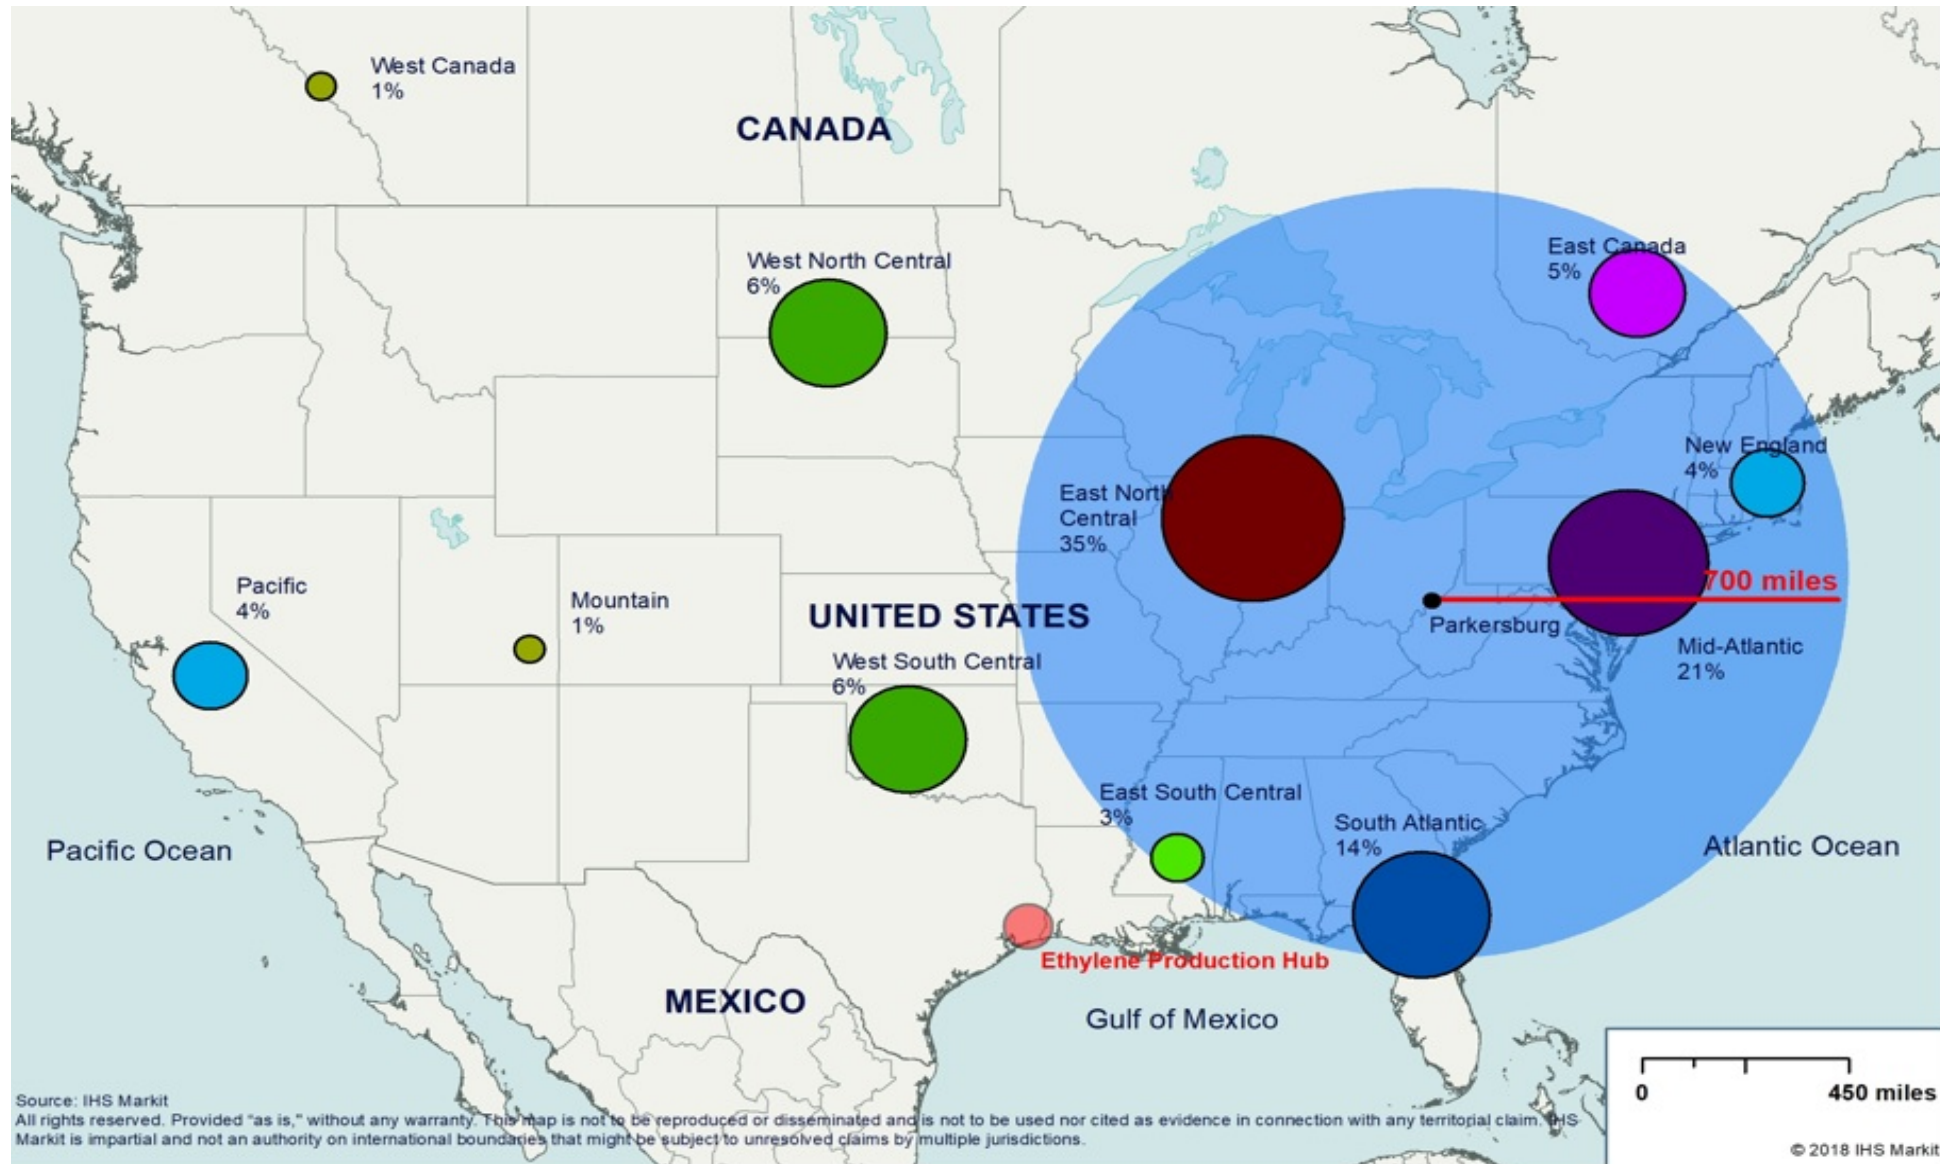 West Canada
1%
CANADA
East Canada
5%
West North Central
6%
New England
4%
East North
Central
35%
700 miles
Pacific
4%
Mountain
1%
UNITED STATES
Parkersburg
Mid-Atlantic
21%
West South Central
6%
East South Central
3%
South Atlantic
14%
Pacific Ocean
Atlantic Ocean
Ethylene Production Hub
MEXICO
Gulf of Mexico
0
450 miles
Source: IHS Markit
All rights reserved. Provided "as is," without any warranty. This map is not to be reproduced or disseminated and is not to be used nor cited as evidence in connection with any territorial claim. IHS
Markit is impartial and not an authority on international boundaries that might be subject to unresolved claims by multiple jurisdictions.
© 2018 IHS Markit